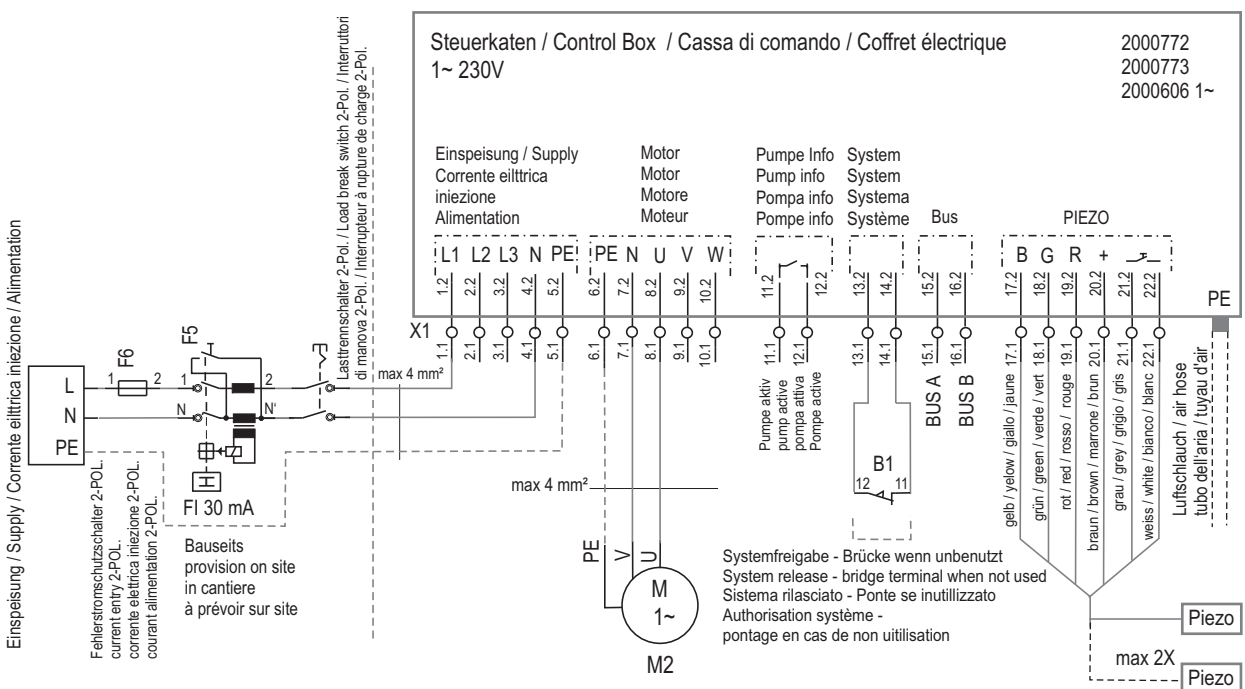 Steuerkaten / Control Box / Cassa di comando / Coffret électrique
1~ 230V
2000772
2000773
2000606 1~
Einspeisung / Supply
Corrente eilttrica
iniezione
Alimentation
Motor
Motor
Motore
Moteur
Pumpe Info
Pump info
Pompa info
Pompe info
System
System
Systema
Système
Bus
PIEZO
L1 L2 L3 N PE
PE N U V W
B G R +
1.2 2.2 3.2 4.2 5.2 6.2 7.2 8.2 9.2 10.2 11.2 12.2 13.2 14.2 15.2 16.2 17.2 18.2 19.2 20.2 21.2 22.2
PE
X1
1.1 2.1 3.1 4.1 5.1 6.1 7.1 8.1 9.1 10.1 11.1 12.1 13.1 14.1 15.1 16.1 17.1 18.1 19.1 20.1 21.1 22.1
Einspeisung / Supply / Corrente eilttrica iniezione / Alimentation
L
N
PE
1 F6 2
F5
1 2
N N'
H
FI 30 mA
Lasttrennschalter 2-Pol. / Load break switch 2-Pol. / Interruttori
di manova 2-Pol. / Interrupteur à rupture de charge 2-Pol.
max 4 mm²
Fehlerstromschutzschalter 2-POL.
current entry 2-POL.
corrente elettrica iniezione 2-POL.
courant alimentation 2-POL.
Bauseits
provision on site
in cantiere
à prévoir sur site
max 4 mm²
PE
V
U
M
1~
M2
Pumpe aktiv
pump active
pompa attiva
Pompe active
B1
12 11
BUS A
BUS B
Systemfreigabe - Brücke wenn unbenutzt
System release - bridge terminal when not used
Sistema rilasciato - Ponte se inutillizzato
Authorisation système -
pontage en cas de non uitilisation
gelb / yelow / giallo / jaune
grün / green / verde / vert
rot / red / rosso / rouge
braun / brown / marrone / brun
grau / grey / grigio / gris
weiss / white / bianco / blanc
Luftschlauch / air hose
tubo dell'aria / tuyau d'air
Piezo
max 2X
Piezo